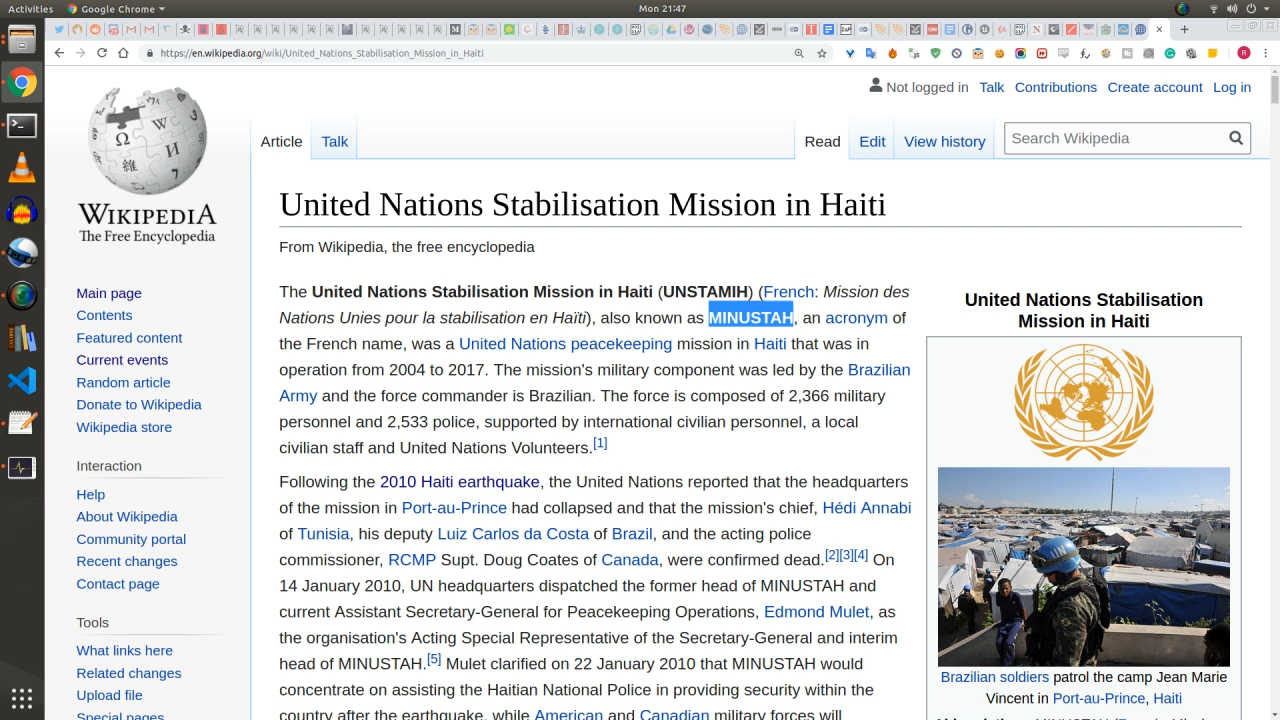 Activities Google Chrome Mon 21:47
https://en.wikipedia.org/wiki/United_Nations_Stabilisation_Mission_in_Haiti
Not logged in Talk Contributions Create account Log in
Article Talk Read Edit View history Search Wikipedia
WIKIPEDIA
The Free Encyclopedia
Main page
Contents
Featured content
Current events
Random article
Donate to Wikipedia
Wikipedia store
Interaction
Help
About Wikipedia
Community portal
Recent changes
Contact page
Tools
What links here
Related changes
Upload file
Special pages
United Nations Stabilisation Mission in Haiti
From Wikipedia, the free encyclopedia
The United Nations Stabilisation Mission in Haiti (UNSTAMIH) (French: Mission des
Nations Unies pour la stabilisation en Haïti), also known as MINUSTAH, an acronym of
the French name, was a United Nations peacekeeping mission in Haiti that was in
operation from 2004 to 2017. The mission's military component was led by the Brazilian
Army and the force commander is Brazilian. The force is composed of 2,366 military
personnel and 2,533 police, supported by international civilian personnel, a local
civilian staff and United Nations Volunteers.[1]
Following the 2010 Haiti earthquake, the United Nations reported that the headquarters
of the mission in Port-au-Prince had collapsed and that the mission's chief, Hédi Annabi
of Tunisia, his deputy Luiz Carlos da Costa of Brazil, and the acting police
commissioner, RCMP Supt. Doug Coates of Canada, were confirmed dead.[2][3][4] On
14 January 2010, UN headquarters dispatched the former head of MINUSTAH and
current Assistant Secretary-General for Peacekeeping Operations, Edmond Mulet, as
the organisation's Acting Special Representative of the Secretary-General and interim
head of MINUSTAH.[5] Mulet clarified on 22 January 2010 that MINUSTAH would
concentrate on assisting the Haitian National Police in providing security within the
country after the earthquake, while American and Canadian military forces will
United Nations Stabilisation
Mission in Haiti
Brazilian soldiers patrol the camp Jean Marie
Vincent in Port-au-Prince, Haiti